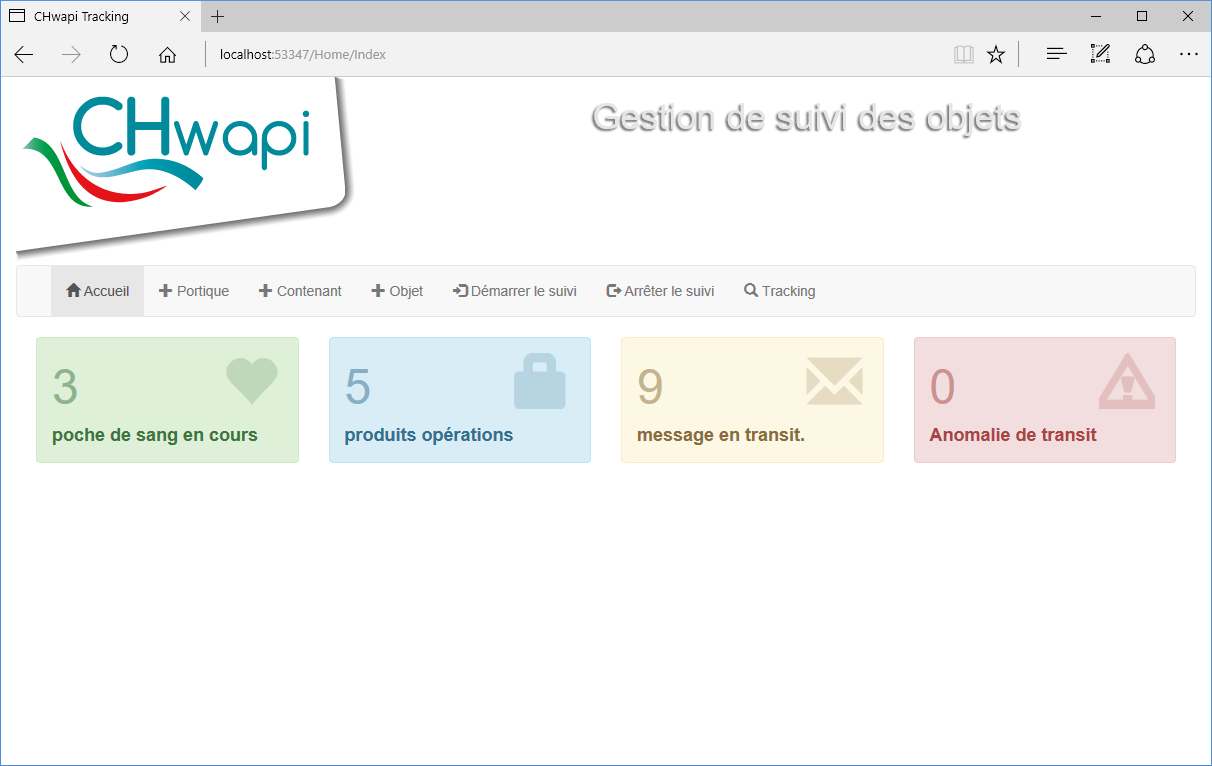 CHwapi Tracking
localhost:53347/Home/Index
CHwapi
Gestion de suivi des objets
Accueil Portique Contenant Objet Démarrer le suivi Arrêter le suivi Tracking
3
poche de sang en cours
5
produits opérations
9
message en transit.
0
Anomalie de transit